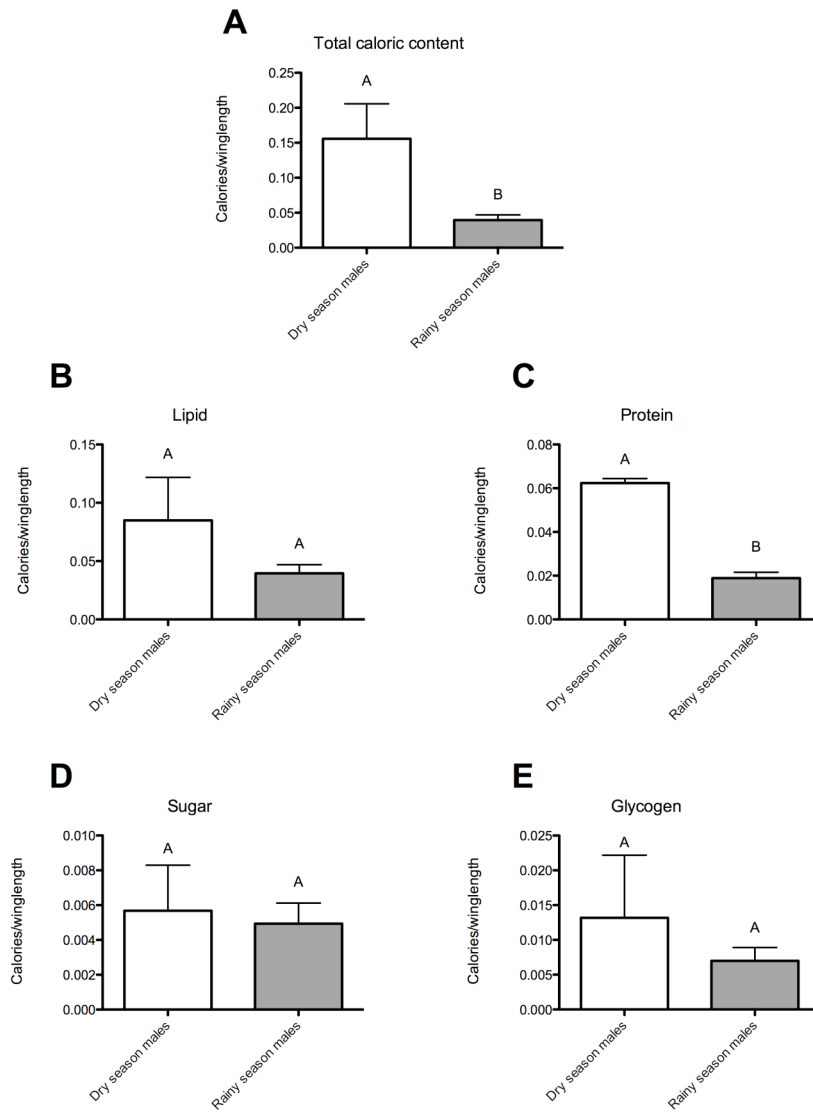 A
Total caloric content
Calories/winglength
0.25
0.20
0.15
0.10
0.05
0.00
A
B
Dry season males
Rainy season males
B
Lipid
Calories/winglength
0.15
0.10
0.05
0.00
A
A
Dry season males
Rainy season males
C
Protein
Calories/winglength
0.08
0.06
0.04
0.02
0.00
A
B
Dry season males
Rainy season males
D
Sugar
Calories/winglength
0.010
0.008
0.006
0.004
0.002
0.000
A
A
Dry season males
Rainy season males
E
Glycogen
Calories/winglength
0.025
0.020
0.015
0.010
0.005
0.000
A
A
Dry season males
Rainy season males